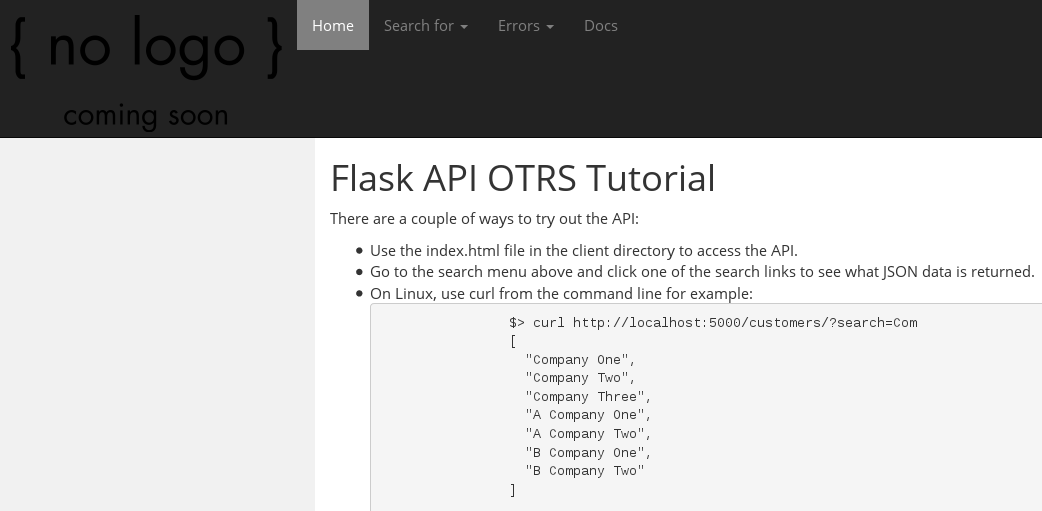 { no logo }
coming soon
Home Search for Errors Docs
Flask API OTRS Tutorial
There are a couple of ways to try out the API:
Use the index.html file in the client directory to access the API.
Go to the search menu above and click one of the search links to see what JSON data is returned.
On Linux, use curl from the command line for example:
$> curl http://localhost:5000/customers/?search=Com
[
"Company One",
"Company Two",
"Company Three",
"A Company One",
"A Company Two",
"B Company One",
"B Company Two"
]